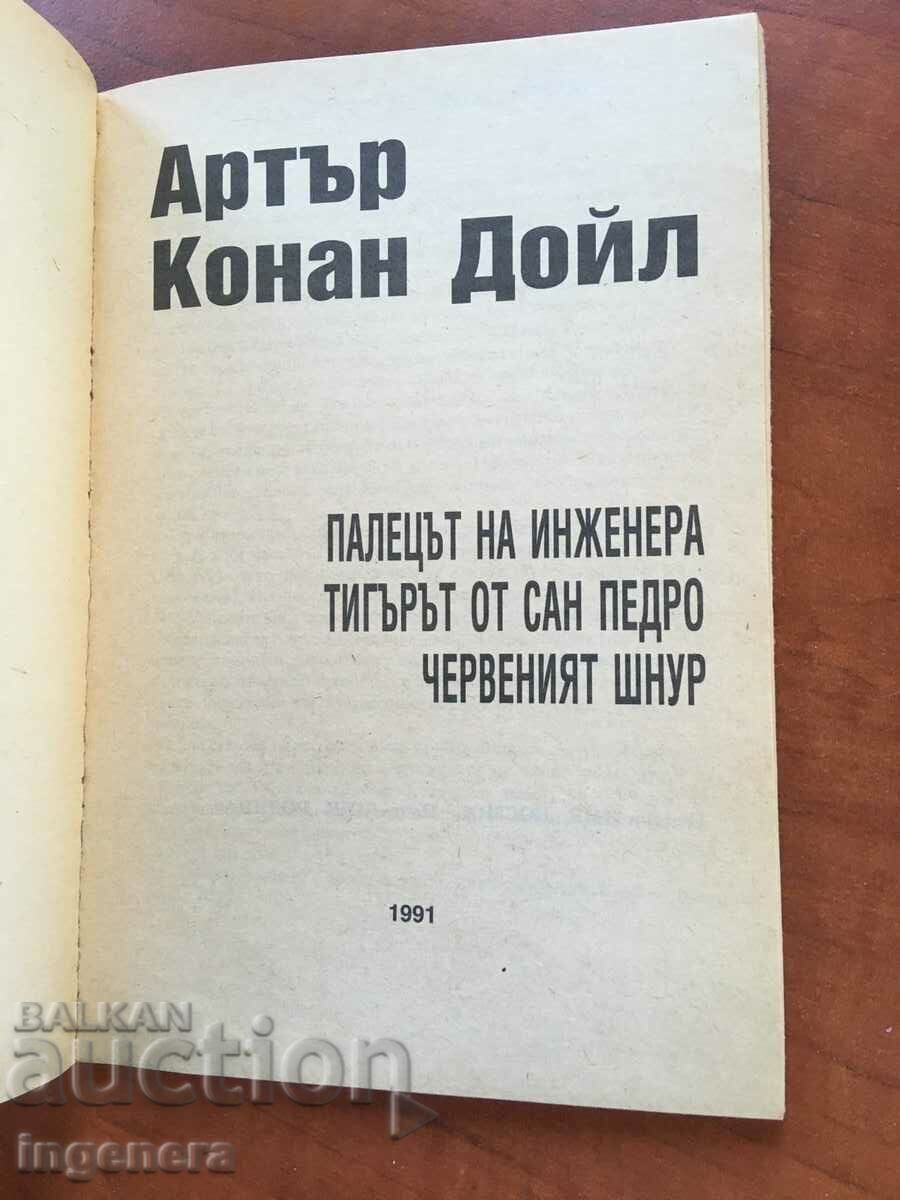 Артър
Конан Дойл
ПАЛЕЦЪТ НА ИНЖЕНЕРА
ТИГЪРЪТ ОТ САН ПЕДРО
ЧЕРВЕНИЯТ ШНУР
1991
BALKAN
auction
ingenera